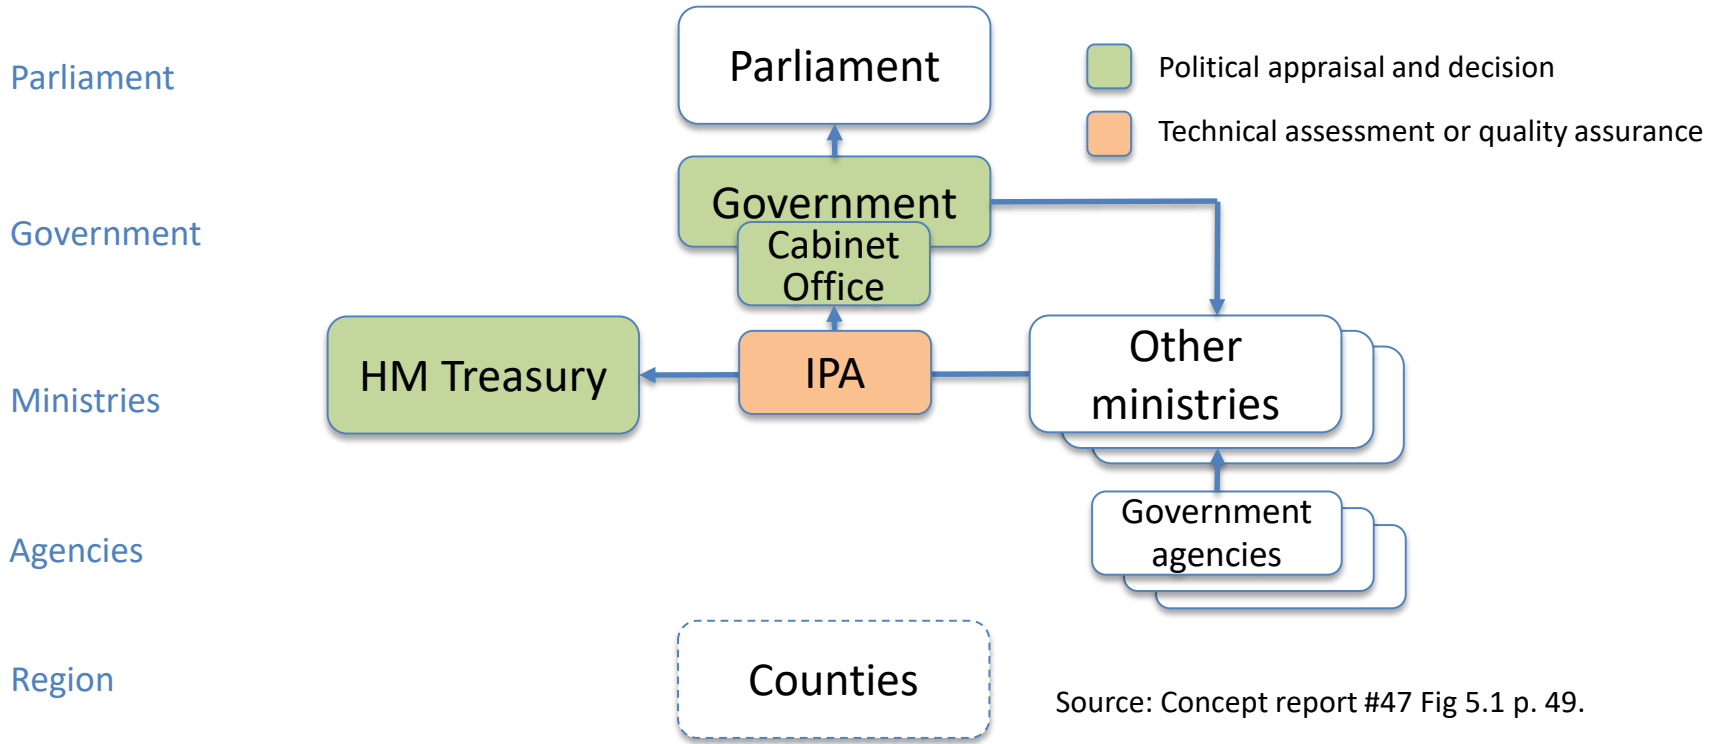 Parliament
Parliament
Political appraisal and decision
Technical assessment or quality assurance
Government
Government
Cabinet
Office
Ministries
HM Treasury
IPA
Other
ministries
Agencies
Government
agencies
Region
Counties
Source: Concept report #47 Fig 5.1 p. 49.